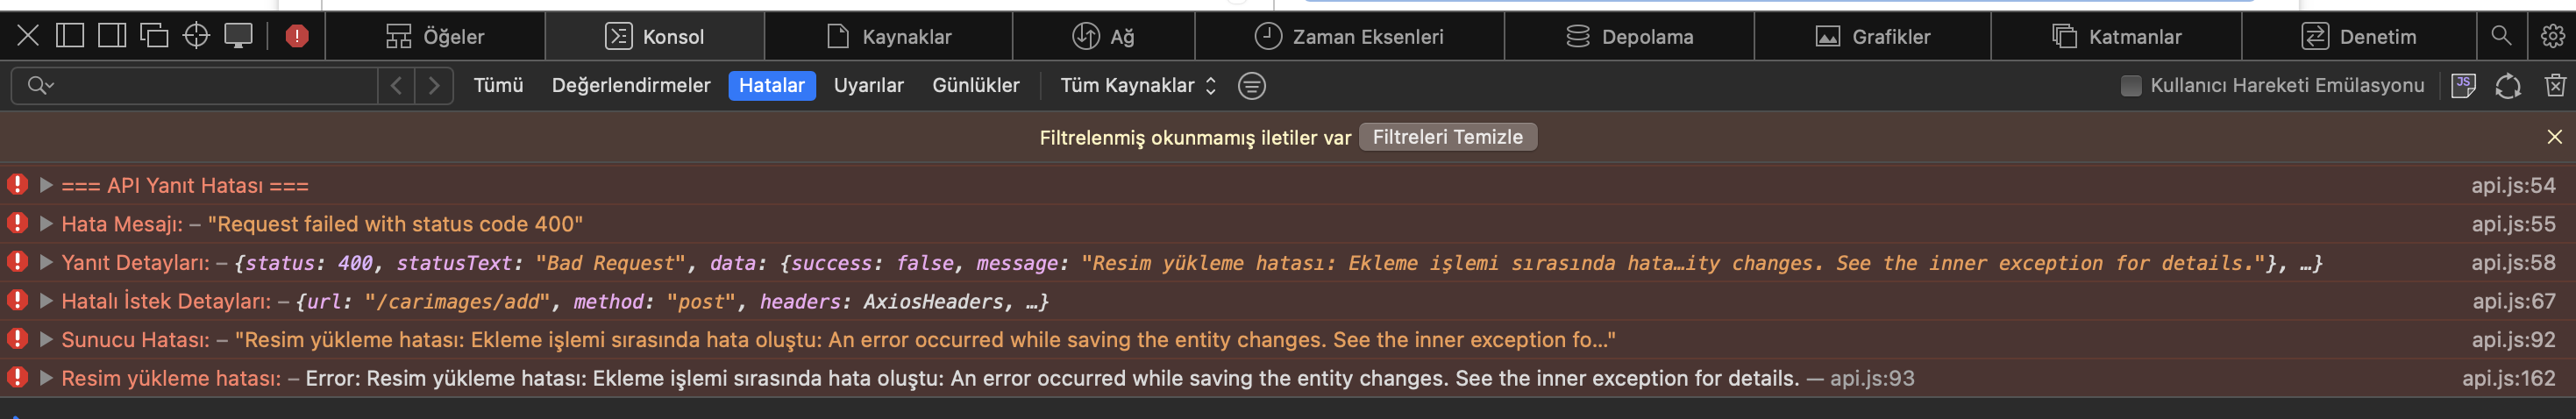 Öğeler Konsol Kaynaklar Ağ Zaman Eksenleri Depolama Grafikler Katmanlar Denetim
Tümü Değerlendirmeler Hatalar Uyarılar Günlükler Tüm Kaynaklar Kullanıcı Hareketi Emülasyonu JS
Filtrelenmiş okunmamış iletiler var Filtreleri Temizle
=== API Yanıt Hatası === api.js:54
Hata Mesajı: – "Request failed with status code 400" api.js:55
Yanıt Detayları: – {status: 400, statusText: "Bad Request", data: {success: false, message: "Resim yükleme hatası: Ekleme işlemi sırasında hata…ity changes. See the inner exception for details."}, …} api.js:58
Hatalı İstek Detayları: – {url: "/carimages/add", method: "post", headers: AxiosHeaders, …} api.js:67
Sunucu Hatası: – "Resim yükleme hatası: Ekleme işlemi sırasında hata oluştu: An error occurred while saving the entity changes. See the inner exception fo…" api.js:92
Resim yükleme hatası: – Error: Resim yükleme hatası: Ekleme işlemi sırasında hata oluştu: An error occurred while saving the entity changes. See the inner exception for details. — api.js:93 api.js:162